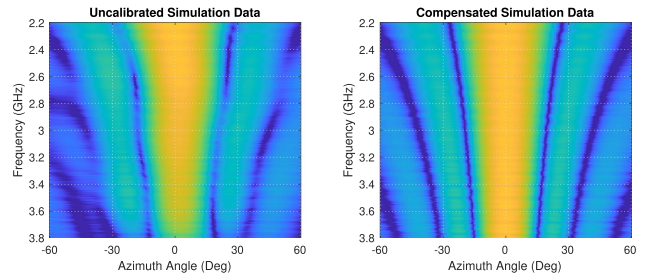 Uncalibrated Simulation Data
2.2
2.4
2.6
2.8
3
3.2
3.4
3.6
3.8
Frequency (GHz)
-60 -30 0 30 60
Azimuth Angle (Deg)
Compensated Simulation Data
2.2
2.4
2.6
2.8
3
3.2
3.4
3.6
3.8
Frequency (GHz)
-60 -30 0 30 60
Azimuth Angle (Deg)